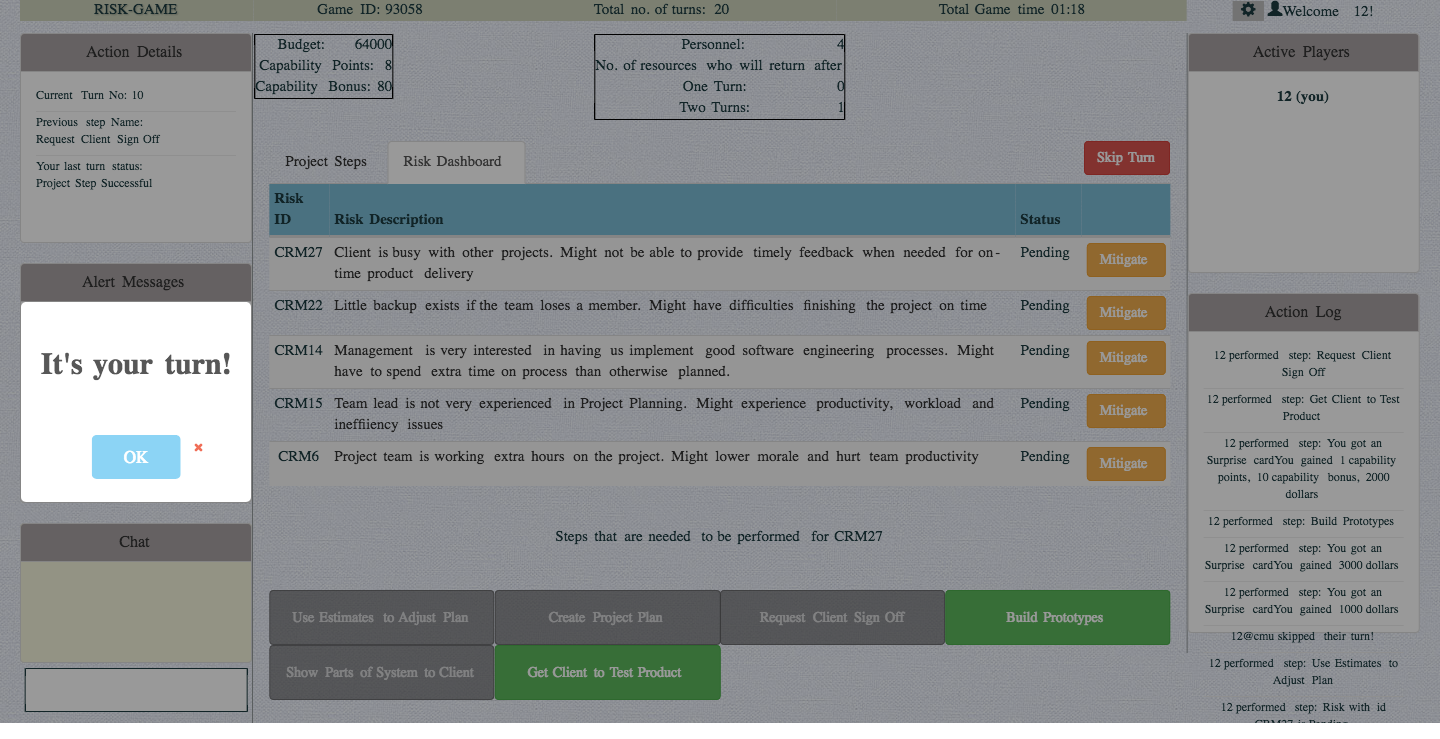 RISK-GAME Game ID: 93058 Total no. of turns: 20 Total Game time 01:18 Welcome 12!
Action Details
Current Turn No: 10
Previous step Name:
Request Client Sign Off
Your last turn status:
Project Step Successful
Alert Messages
It's your turn!
OK
Chat
Budget: 64000
Capability Points: 8
Capability Bonus: 80
Personnel: 4
No. of resources who will return after
One Turn: 0
Two Turns: 1
Project Steps Risk Dashboard Skip Turn
Risk
ID Risk Description Status
CRM27 Client is busy with other projects. Might not be able to provide timely feedback when needed for on-
time product delivery
Pending Mitigate
CRM22 Little backup exists if the team loses a member. Might have difficulties finishing the project on time Pending Mitigate
CRM14 Management is very interested in having us implement good software engineering processes. Might
have to spend extra time on process than otherwise planned.
Pending Mitigate
CRM15 Team lead is not very experienced in Project Planning. Might experience productivity, workload and
ineffiiency issues
Pending Mitigate
CRM6 Project team is working extra hours on the project. Might lower morale and hurt team productivity Pending Mitigate
Steps that are needed to be performed for CRM27
Use Estimates to Adjust Plan Create Project Plan Request Client Sign Off Build Prototypes
Show Parts of System to Client Get Client to Test Product
Active Players
12 (you)
Action Log
12 performed step: Request Client
Sign Off
12 performed step: Get Client to Test
Product
12 performed step: You got an
Surprise cardYou gained 1 capability
points, 10 capability bonus, 2000
dollars
12 performed step: Build Prototypes
12 performed step: You got an
Surprise cardYou gained 3000 dollars
12 performed step: You got an
Surprise cardYou gained 1000 dollars
12@cmu skipped their turn!
12 performed step: Use Estimates to
Adjust Plan
12 performed step: Risk with id
CRM27 is Pending